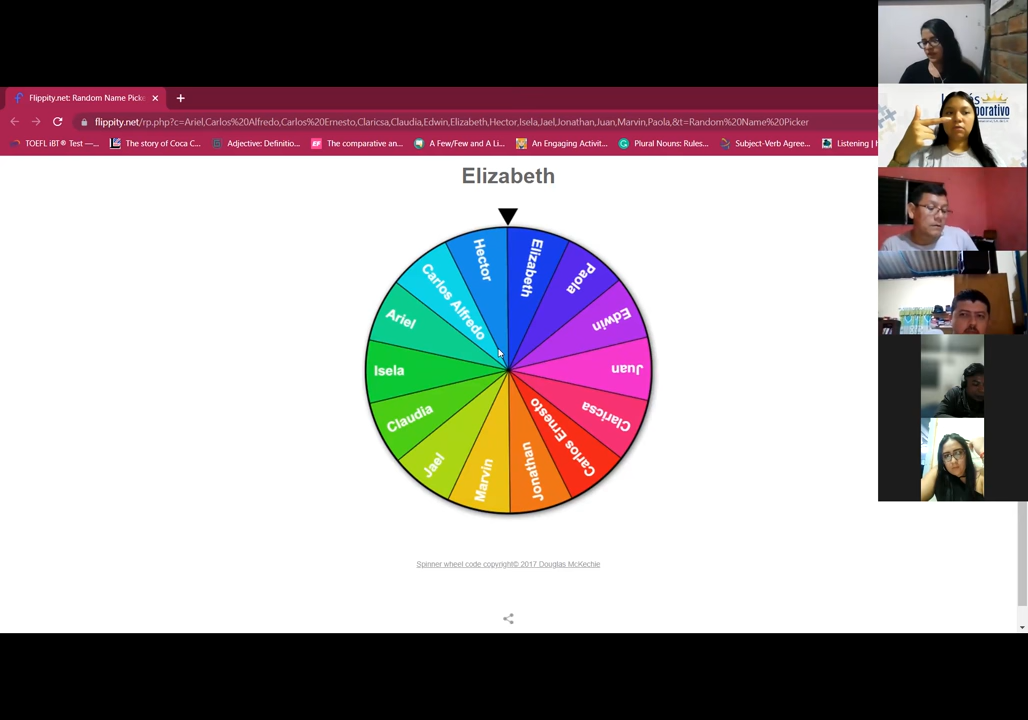 Flippity.net: Random Name Picke
flippity.net/rp.php?c=Ariel,Carlos%20Alfredo,Carlos%20Ernesto,Claricsa,Claudia,Edwin,Elizabeth,Hector,Isela,Jael,Jonathan,Juan,Marvin,Paola,&t=Random%20Name%20Picker
TOEFL iBT® Test —...
The story of Coca C...
Adjective: Definitio...
EP
The comparative an...
A Few/Few and A Li...
An Engaging Activit...
Plural Nouns: Rules...
Subject-Verb Agree...
Listening | 
Elizabeth
Hector
Elizabeth
Carlos Alfredo
Paola
Ariel
Edwin
Isela
Juan
Claudia
Claricsa
Jael
Carlos Ernesto
Marvin
Jonathan
Spinner wheel code copyright© 2017 Douglas McKechie